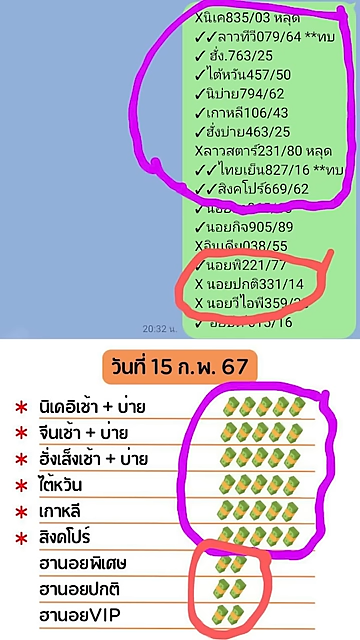 Xนิเค835/03 หลุด
✓✓ลาวทีวี079/64 **ทบ
✓ฮั่ง.763/25
✓ไต้หวัน457/50
✓นิบ่าย794/62
✓เกาหลี106/43
✓ฮั่งบ่าย463/25
Xลาวสตาร์231/80 หลุด
✓✓ไทยเย็น827/16 **ทบ
✓✓สิงคโปร์669/62
✓นอยกิจ905/89
Xอินเดีย038/55
✓นอยพิ221/77
X นอยปกติ331/14
X นอยวีไอพี359/
20:32 น.
วันที่ 15 ก.พ. 67
* นิเดอิเช้า + บ่าย
* จีนเช้า + บ่าย
* ฮั่งเส็งเช้า + บ่าย
* ไต้หวัน
* เกาหลี
* สิงคโปร์
ฮานอยพิเศษ
ฮานอยปกติ
ฮานอยVIP